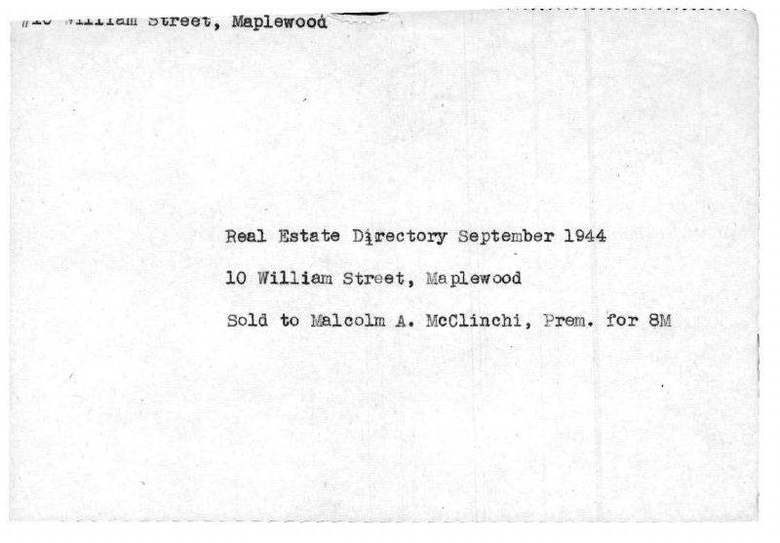 #10 William Street, Maplewood
Real Estate Directory September 1944
10 William Street, Maplewood
Sold to Malcolm A. McClinchi, Prem. for 8M